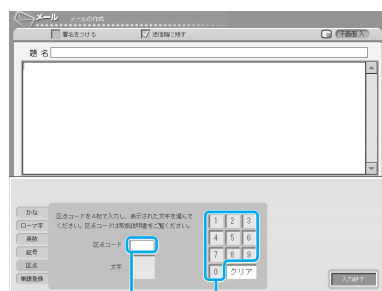 メール メールの作成
署名をつける 送信箱に残す 子画面 入
題 名
かな
ローマ字
英数
記号
区点
単語登録
区点コードを4桁で入力し、表示された文字を選んで
ください。区点コードは取扱説明書をご覧ください。
区点コード
文字
1 2 3
4 5 6
7 8 9
0 クリア
入力終了